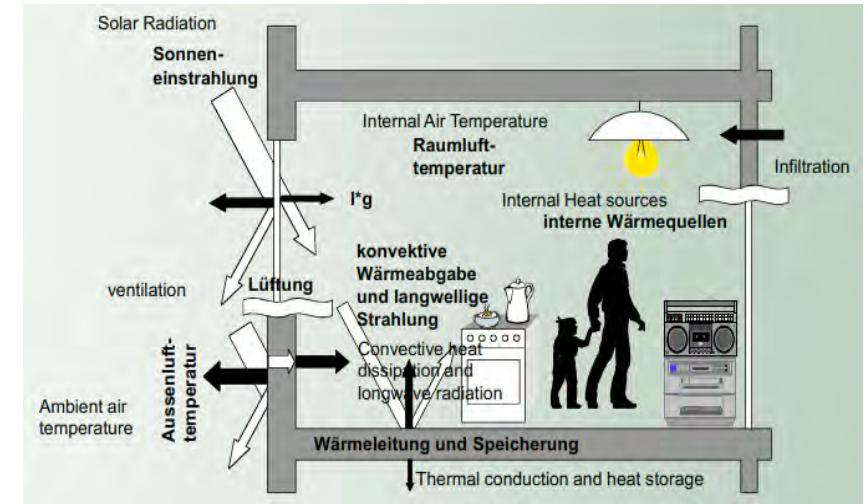 Solar Radiation
Sonnen-
einstrahlung
Internal Air Temperature
Raumluft-
temperatur
Infiltration
I*g
Internal Heat sources
interne Wärmequellen
konvektive
Wärmeabgabe
und langwellige
Strahlung
ventilation
Lüftung
Convective heat
dissipation and
longwave radiation
Aussenluft-
temperatur
Ambient air
temperature
Wärmeleitung und Speicherung
Thermal conduction and heat storage